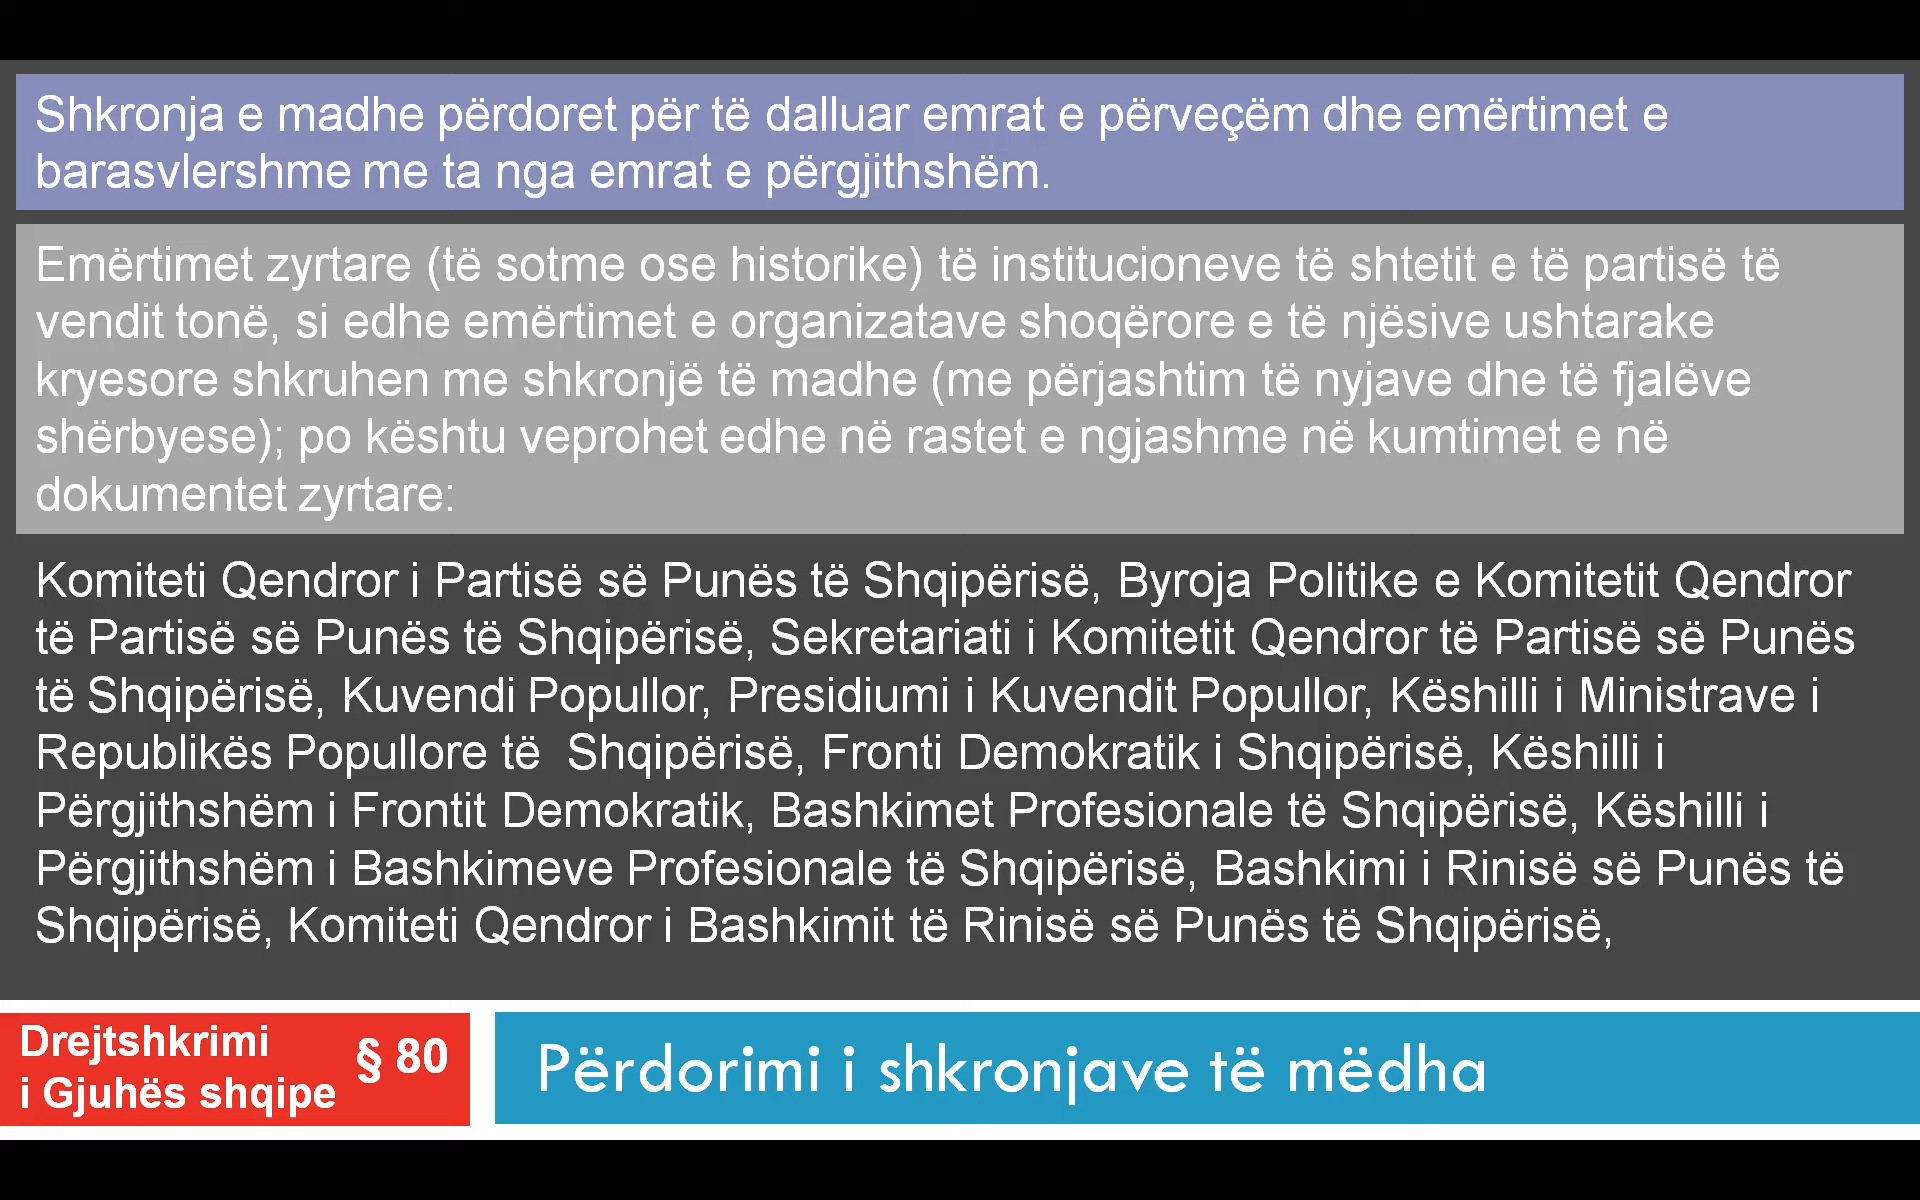 Shkronja e madhe përdoret për të dalluar emrat e përveçëm dhe emërtimet e
barasvlershme me ta nga emrat e përgjithshëm.
Emërtimet zyrtare (të sotme ose historike) të institucioneve të shtetit e të partisë të
vendit tonë, si edhe emërtimet e organizatave shoqërore e të njësive ushtarake
kryesore shkruhen me shkronjë të madhe (me përjashtim të nyjave dhe të fjalëve
shërbyese); po kështu veprohet edhe në rastet e ngjashme në kumtimet e në
dokumentet zyrtare:
Komiteti Qendror i Partisë së Punës të Shqipërisë, Byroja Politike e Komitetit Qendror
të Partisë së Punës të Shqipërisë, Sekretariati i Komitetit Qendror të Partisë së Punës
të Shqipërisë, Kuvendi Popullor, Presidiumi i Kuvendit Popullor, Këshilli i Ministrave i
Republikës Popullore të  Shqipërisë, Fronti Demokratik i Shqipërisë, Këshilli i
Përgjithshëm i Frontit Demokratik, Bashkimet Profesionale të Shqipërisë, Këshilli i
Përgjithshëm i Bashkimeve Profesionale të Shqipërisë, Bashkimi i Rinisë së Punës të
Shqipërisë, Komiteti Qendror i Bashkimit të Rinisë së Punës të Shqipërisë,
Drejtshkrimi
i Gjuhës shqipe
§ 80
Përdorimi i shkronjave të mëdha